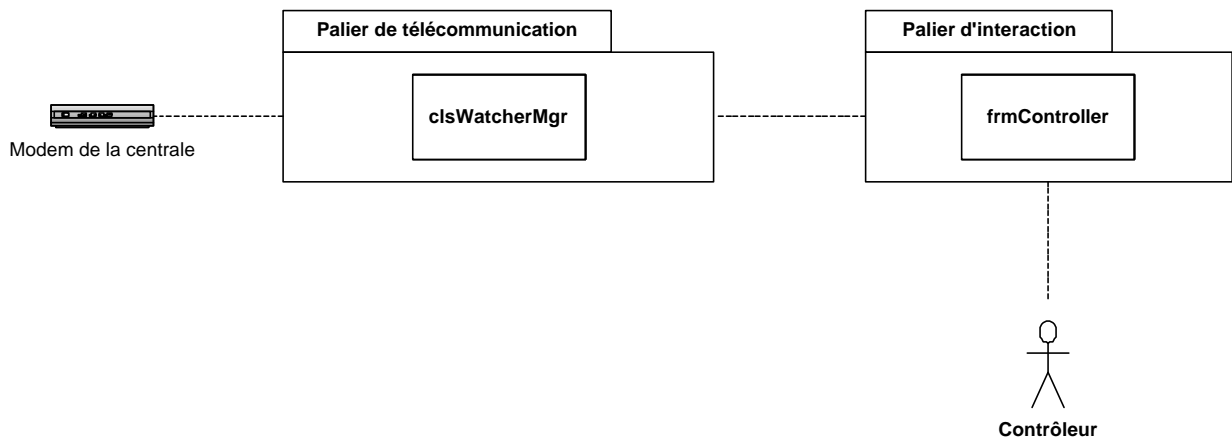 Palier de télécommunication
Palier d'interaction
clsWatcherMgr
frmController
Modem de la centrale
Contrôleur